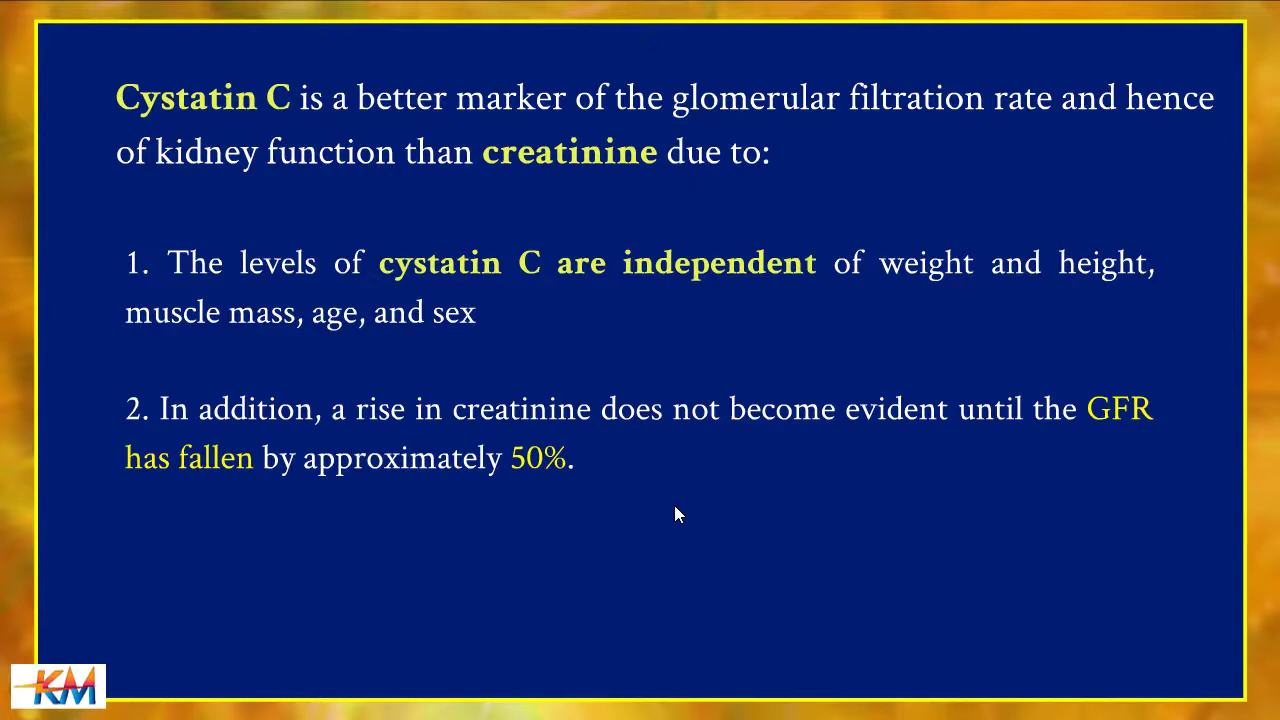 Cystatin C is a better marker of the glomerular filtration rate and hence
of kidney function than creatinine due to:
1. The levels of cystatin C are independent of weight and height,
muscle mass, age, and sex
2. In addition, a rise in creatinine does not become evident until the GFR
has fallen by approximately 50%.
KM